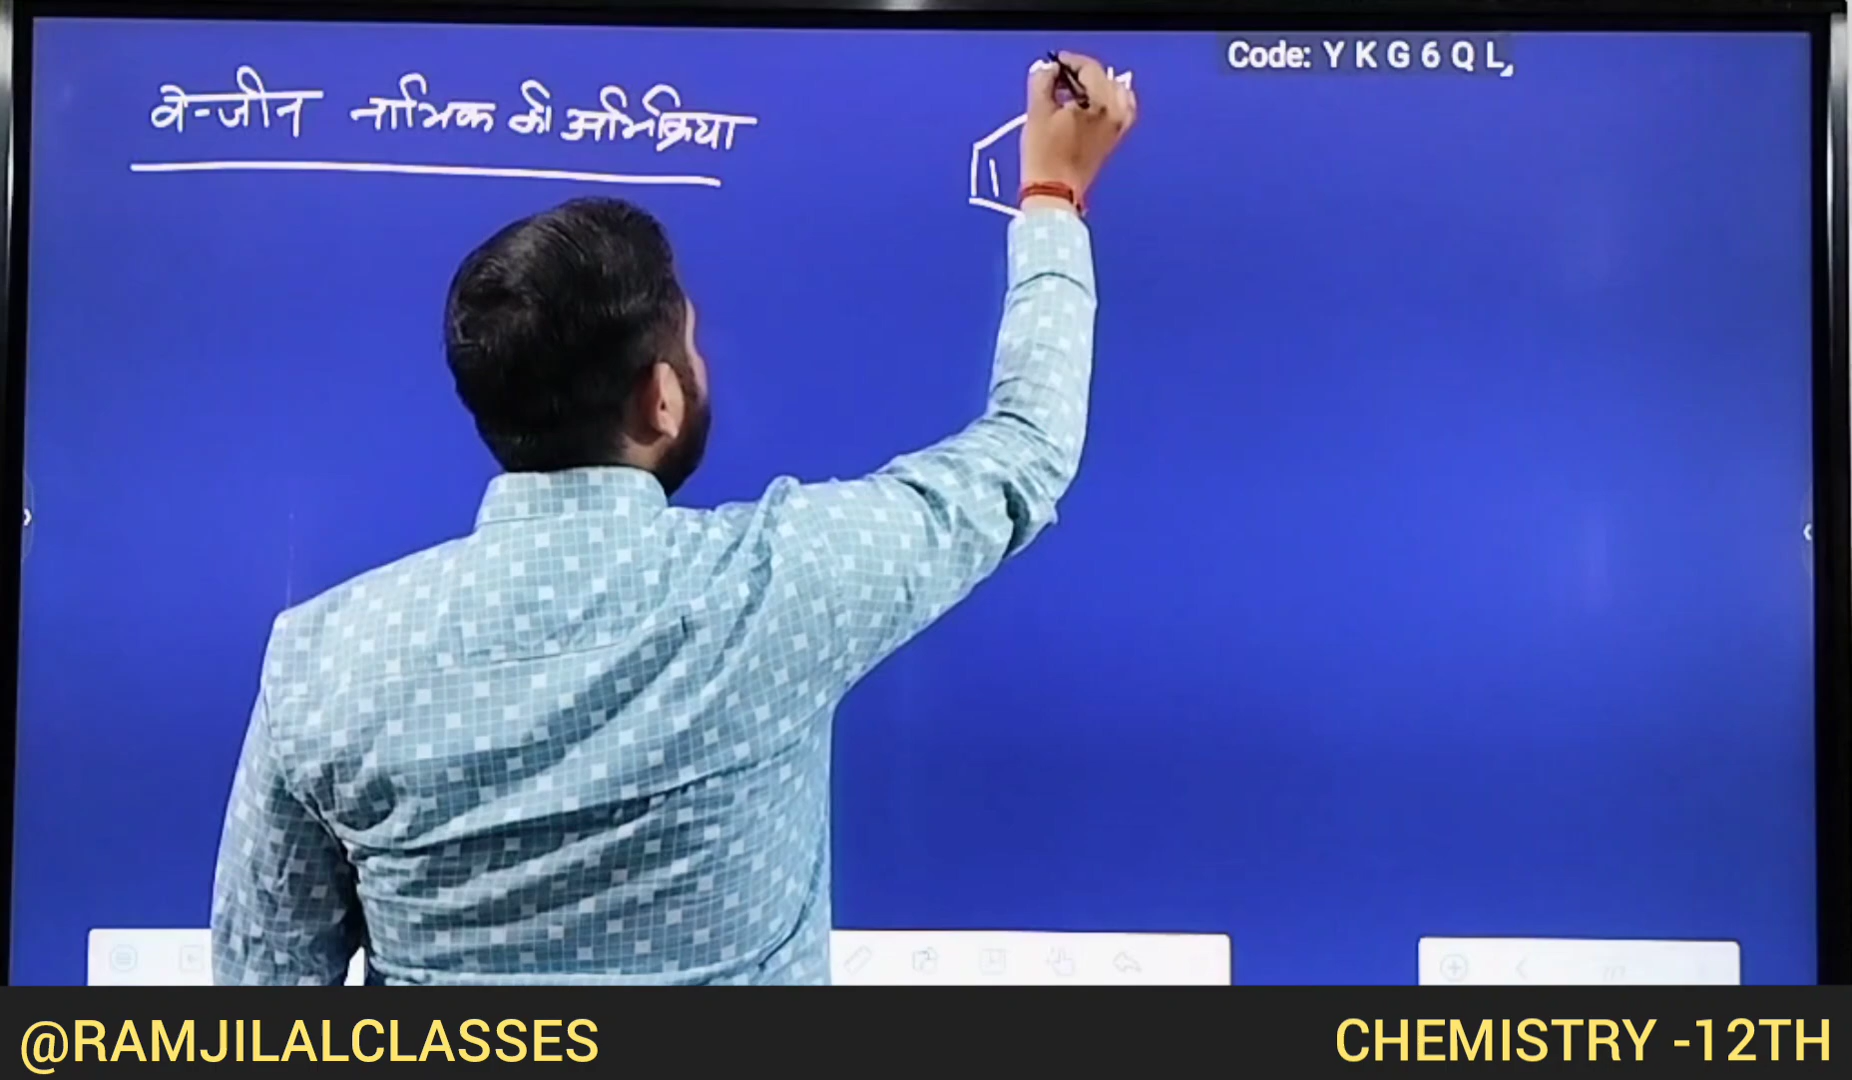 Code: Y K G 6 Q L
वेन्जीन नाभिक की अभिक्रिया
@RAMJILALCLASSES
CHEMISTRY -12TH